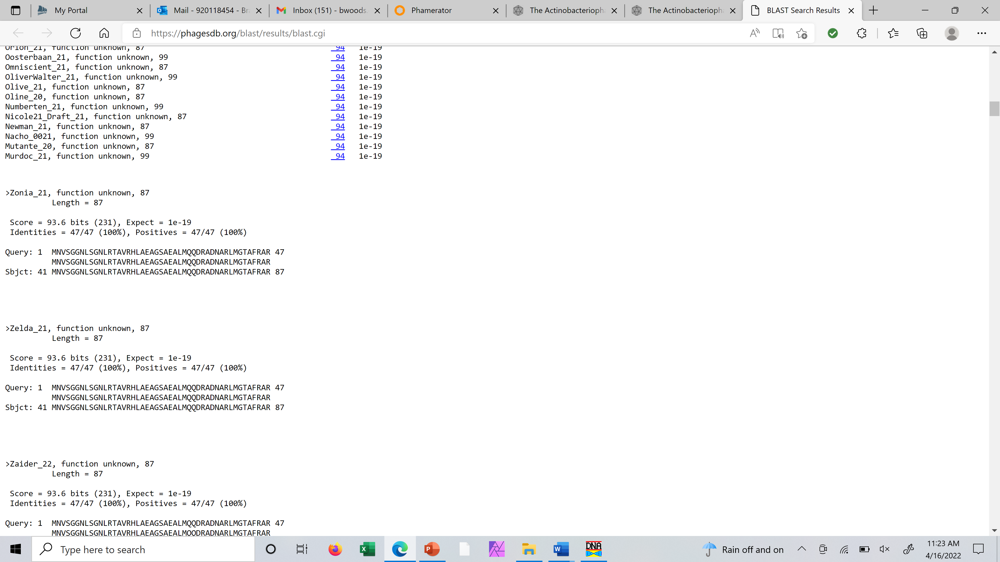 My Portal
Mail - 920118454 - Bra
Inbox (151) - bwoods.
Phamerator
The Actinobacterioph
The Actinobacterioph
BLAST Search Results
https://phagesdb.org/blast/results/blast.cgi
Orion_21, function unknown, 87 94 1e-19
Oosterbaan_21, function unknown, 99 94 1e-19
Omniscient_21, function unknown, 87 94 1e-19
OliverWalter_21, function unknown, 99 94 1e-19
Olive_21, function unknown, 87 94 1e-19
Oline_20, function unknown, 87 94 1e-19
Numberten_21, function unknown, 99 94 1e-19
Nicole21_Draft_21, function unknown, 87 94 1e-19
Newman_21, function unknown, 87 94 1e-19
Nacho_0021, function unknown, 99 94 1e-19
Mutante_20, function unknown, 87 94 1e-19
Murdoc_21, function unknown, 99 94 1e-19
>Zonia_21, function unknown, 87
Length = 87
Score = 93.6 bits (231), Expect = 1e-19
Identities = 47/47 (100%), Positives = 47/47 (100%)
Query: 1 MNVSGGNLSGNLRTAVRHLAEAGSAEALMQQDRADNARLMGTAFRAR 47
MNVSGGNLSGNLRTAVRHLAEAGSAEALMQQDRADNARLMGTAFRAR
Sbjct: 41 MNVSGGNLSGNLRTAVRHLAEAGSAEALMQQDRADNARLMGTAFRAR 87
>Zelda_21, function unknown, 87
Length = 87
Score = 93.6 bits (231), Expect = 1e-19
Identities = 47/47 (100%), Positives = 47/47 (100%)
Query: 1 MNVSGGNLSGNLRTAVRHLAEAGSAEALMQQDRADNARLMGTAFRAR 47
MNVSGGNLSGNLRTAVRHLAEAGSAEALMQQDRADNARLMGTAFRAR
Sbjct: 41 MNVSGGNLSGNLRTAVRHLAEAGSAEALMQQDRADNARLMGTAFRAR 87
>Zaider_22, function unknown, 87
Length = 87
Score = 93.6 bits (231), Expect = 1e-19
Identities = 47/47 (100%), Positives = 47/47 (100%)
Query: 1 MNVSGGNLSGNLRTAVRHLAEAGSAEALMQQDRADNARLMGTAFRAR 47
MNVSGGNLSGNLRTAVRHLAEAGSAEALMQQDRADNARLMGTAFRAR
Type here to search
DNA
Rain off and on
11:23 AM
4/16/2022